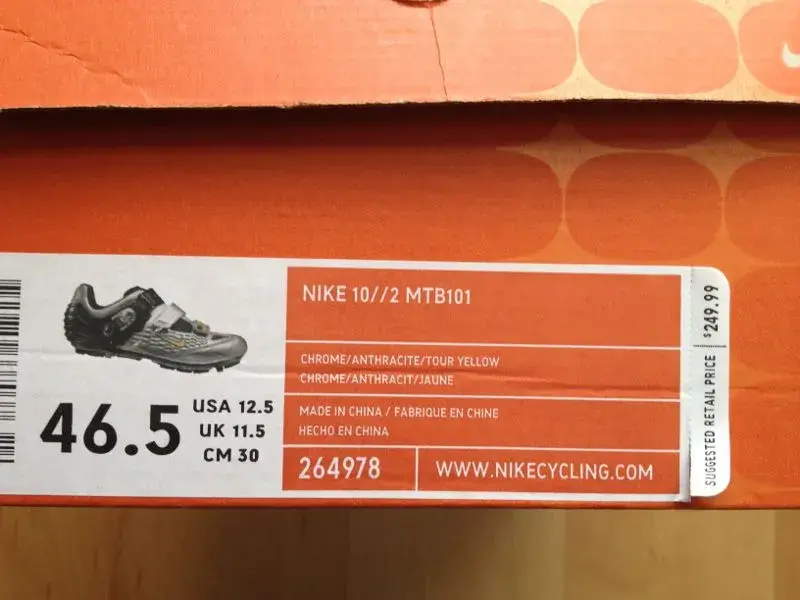 46.5
USA 12.5
UK 11.5
CM 30
NIKE 10//2 MTB101
CHROME/ANTHRACITE/TOUR YELLOW
CHROME/ANTHRACIT/JAUNE
MADE IN CHINA / FABRIQUE EN CHINE
HECHO EN CHINA
264978
WWW.NIKECYCLING.COM
SUGGESTED RETAIL PRICE
$249.99